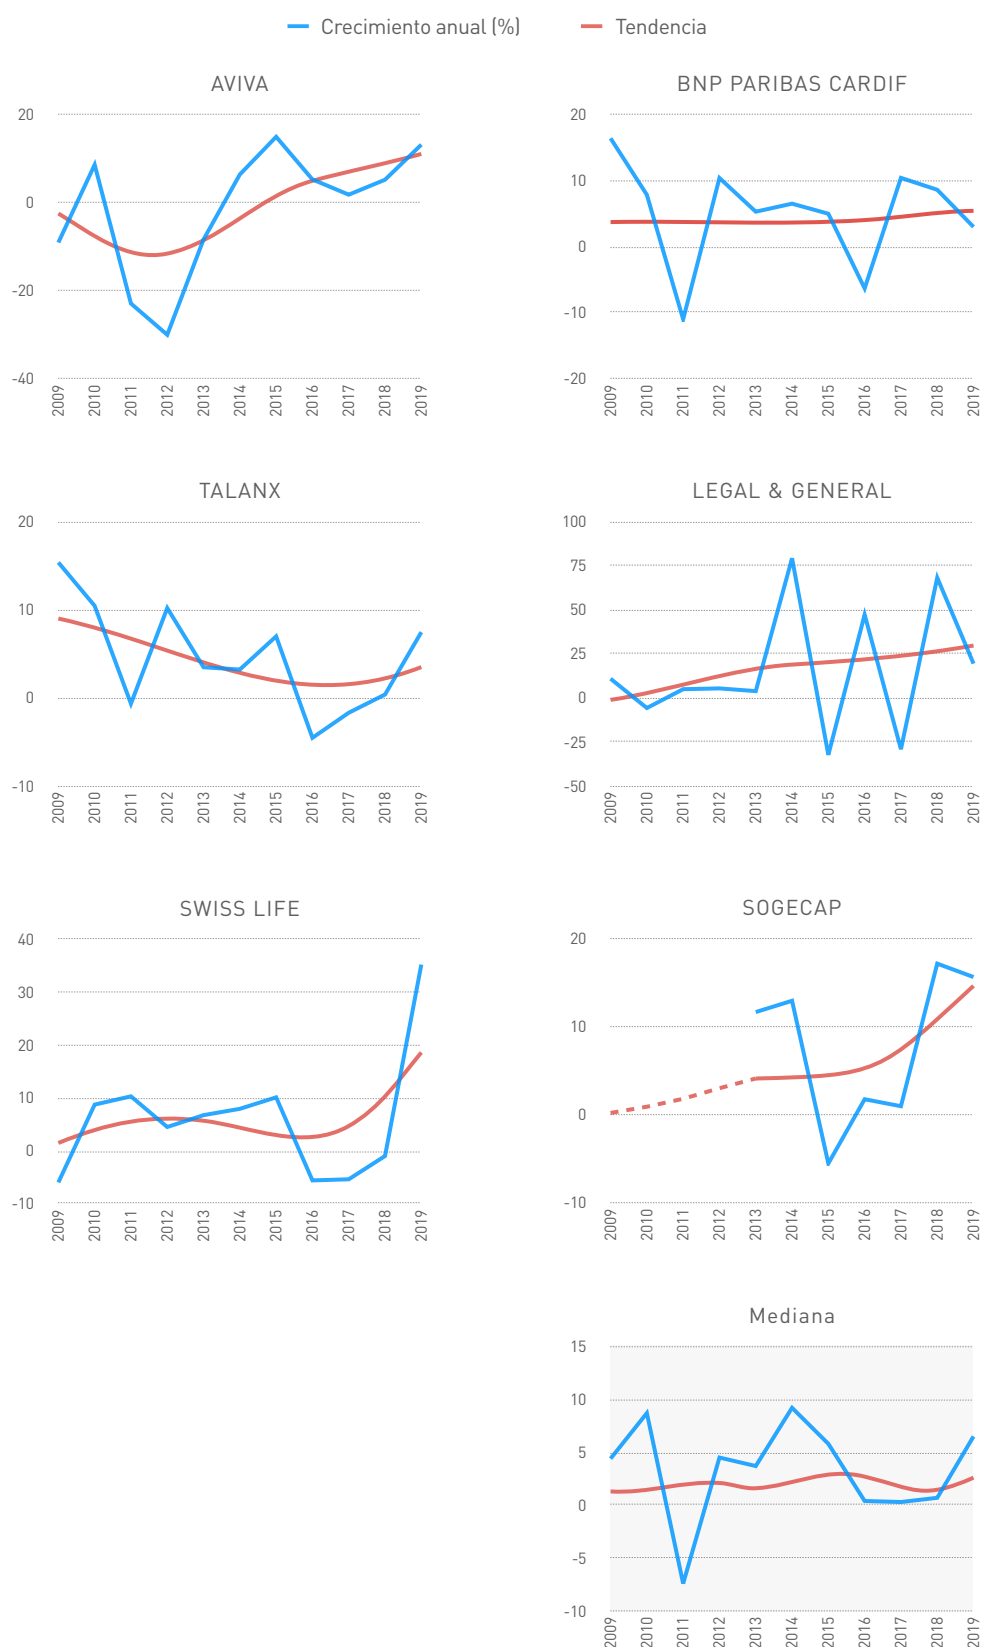 Crecimiento anual (%) Tendencia
AVIVA
20
0
-20
-40
2009 2010 2011 2012 2013 2014 2015 2016 2017 2018 2019
BNP PARIBAS CARDIF
20
10
0
-10
-20
2009 2010 2011 2012 2013 2014 2015 2016 2017 2018 2019
TALANX
20
10
0
-10
2009 2010 2011 2012 2013 2014 2015 2016 2017 2018 2019
LEGAL & GENERAL
100
75
50
25
0
-25
-50
2009 2010 2011 2012 2013 2014 2015 2016 2017 2018 2019
SWISS LIFE
40
30
20
10
0
-10
2009 2010 2011 2012 2013 2014 2015 2016 2017 2018 2019
SOGECAP
20
10
0
-10
2009 2010 2011 2012 2013 2014 2015 2016 2017 2018 2019
Mediana
15
10
5
0
-5
-10
2009 2010 2011 2012 2013 2014 2015 2016 2017 2018 2019